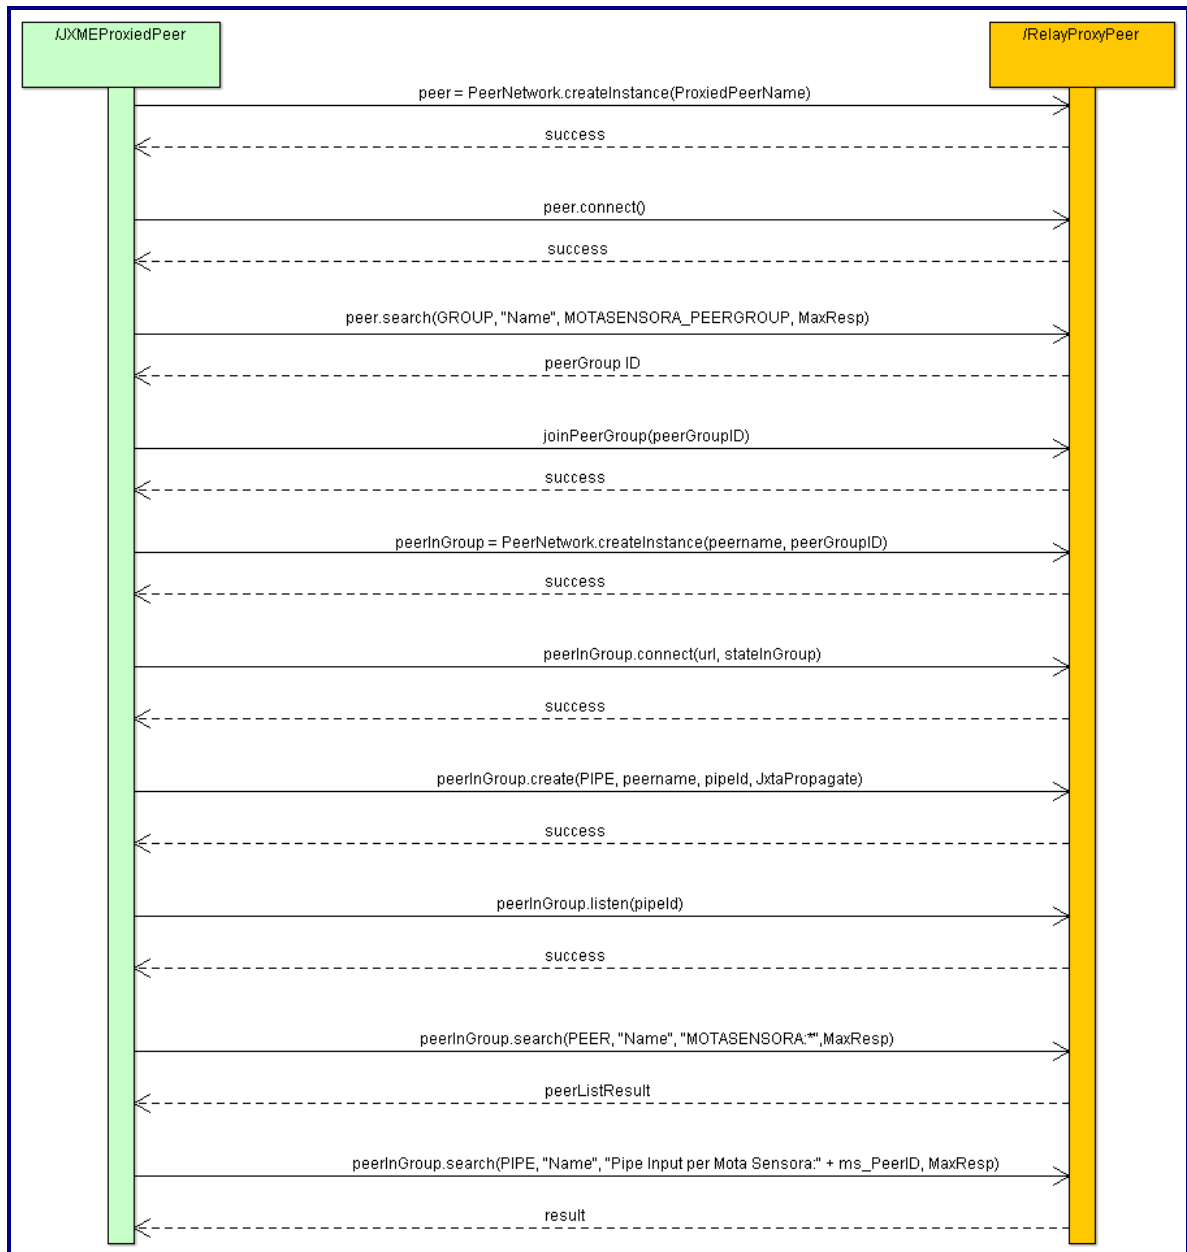 /JXMEProxiedPeer
/RelayProxyPeer
peer = PeerNetwork.createInstance(ProxiedPeerName)
success
peer.connect()
success
peer.search(GROUP, "Name", MOTASENSORA_PEERGROUP, MaxResp)
peerGroup ID
joinPeerGroup(peerGroupID)
success
peerInGroup = PeerNetwork.createInstance(peername, peerGroupID)
success
peerInGroup.connect(url, stateInGroup)
success
peerInGroup.create(PIPE, peername, pipeId, JxtaPropagate)
success
peerInGroup.listen(pipeId)
success
peerInGroup.search(PEER, "Name", "MOTASENSORA:*",MaxResp)
peerListResult
peerInGroup.search(PIPE, "Name", "Pipe Input per Mota Sensora:" + ms_PeerID, MaxResp)
result